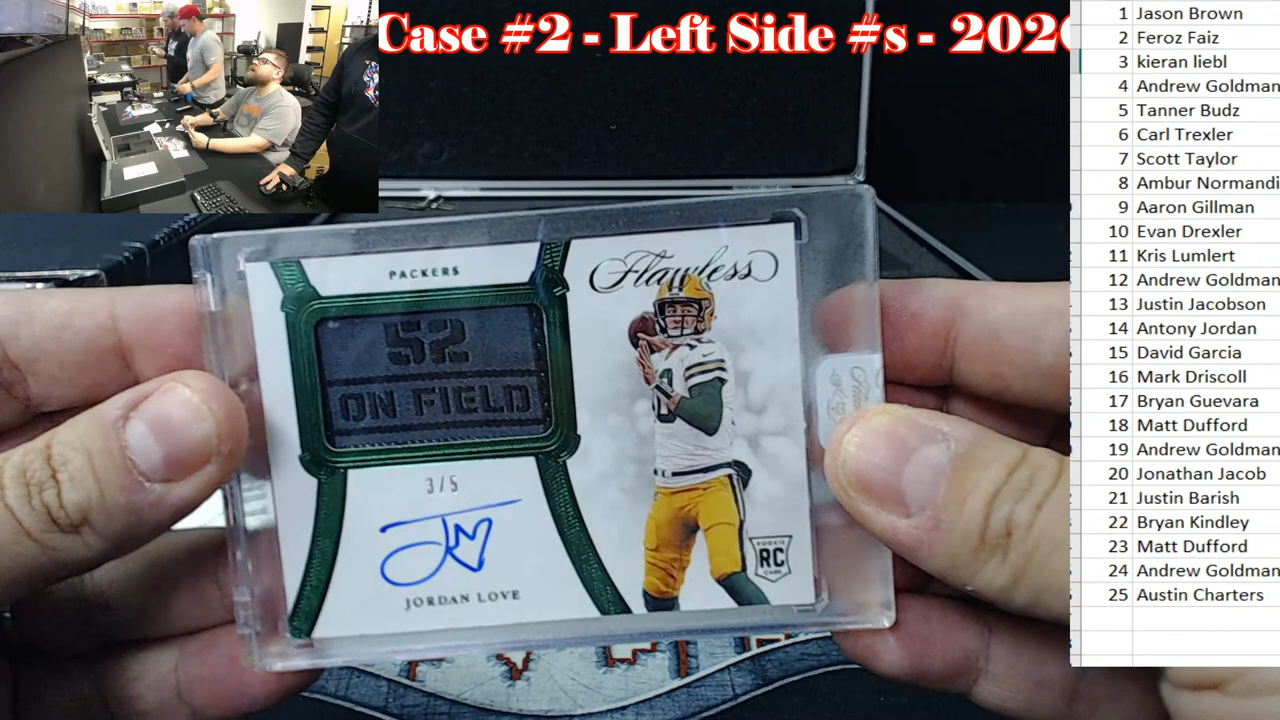 Case #2 - Left Side #s - 202
PACKERS
Flawless
52
ON FIELD
3/5
JORDAN LOVE
ROOKIE
RC
CARD
1 Jason Brown
2 Feroz Faiz
3 kieran liebl
4 Andrew Goldman
5 Tanner Budz
6 Carl Trexler
7 Scott Taylor
8 Ambur Normandi
9 Aaron Gillman
10 Evan Drexler
11 Kris Lumlert
12 Andrew Goldman
13 Justin Jacobson
14 Antony Jordan
15 David Garcia
16 Mark Driscoll
17 Bryan Guevara
18 Matt Dufford
19 Andrew Goldman
20 Jonathan Jacob
21 Justin Barish
22 Bryan Kindley
23 Matt Dufford
24 Andrew Goldman
25 Austin Charters